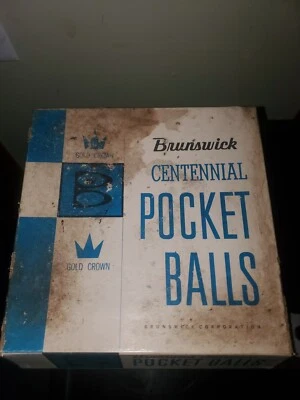 GOLD CROWN
B
GOLD CROWN
Brunswick
CENTENNIAL
POCKET
BALLS
BRUNSWICK CORPORATION
POCKET BALLS